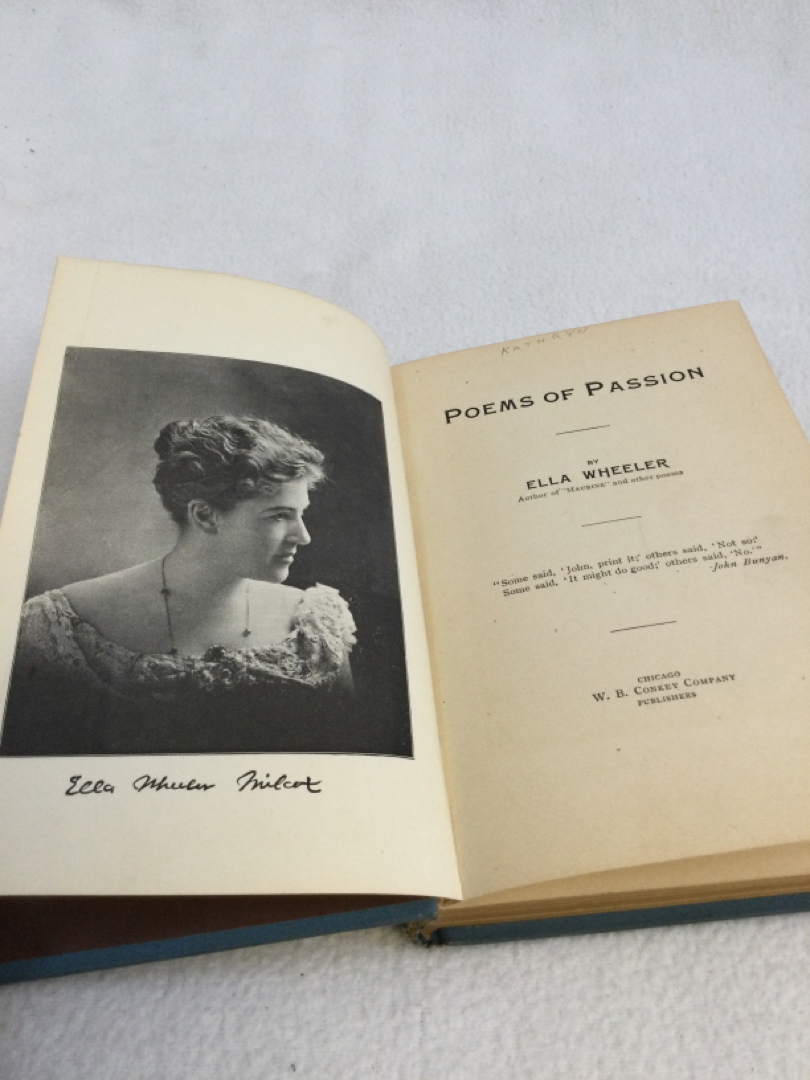 Ella Wheeler Wilcox
KATHRYN
POEMS OF PASSION
BY
ELLA WHEELER
Author of "MAURINE" and other poems
"Some said, 'John, print it;' others said, 'Not so:'
Some said, 'It might do good;' others said, 'No.'"
-John Bunyan.
CHICAGO
W. B. CONKEY COMPANY
PUBLISHERS